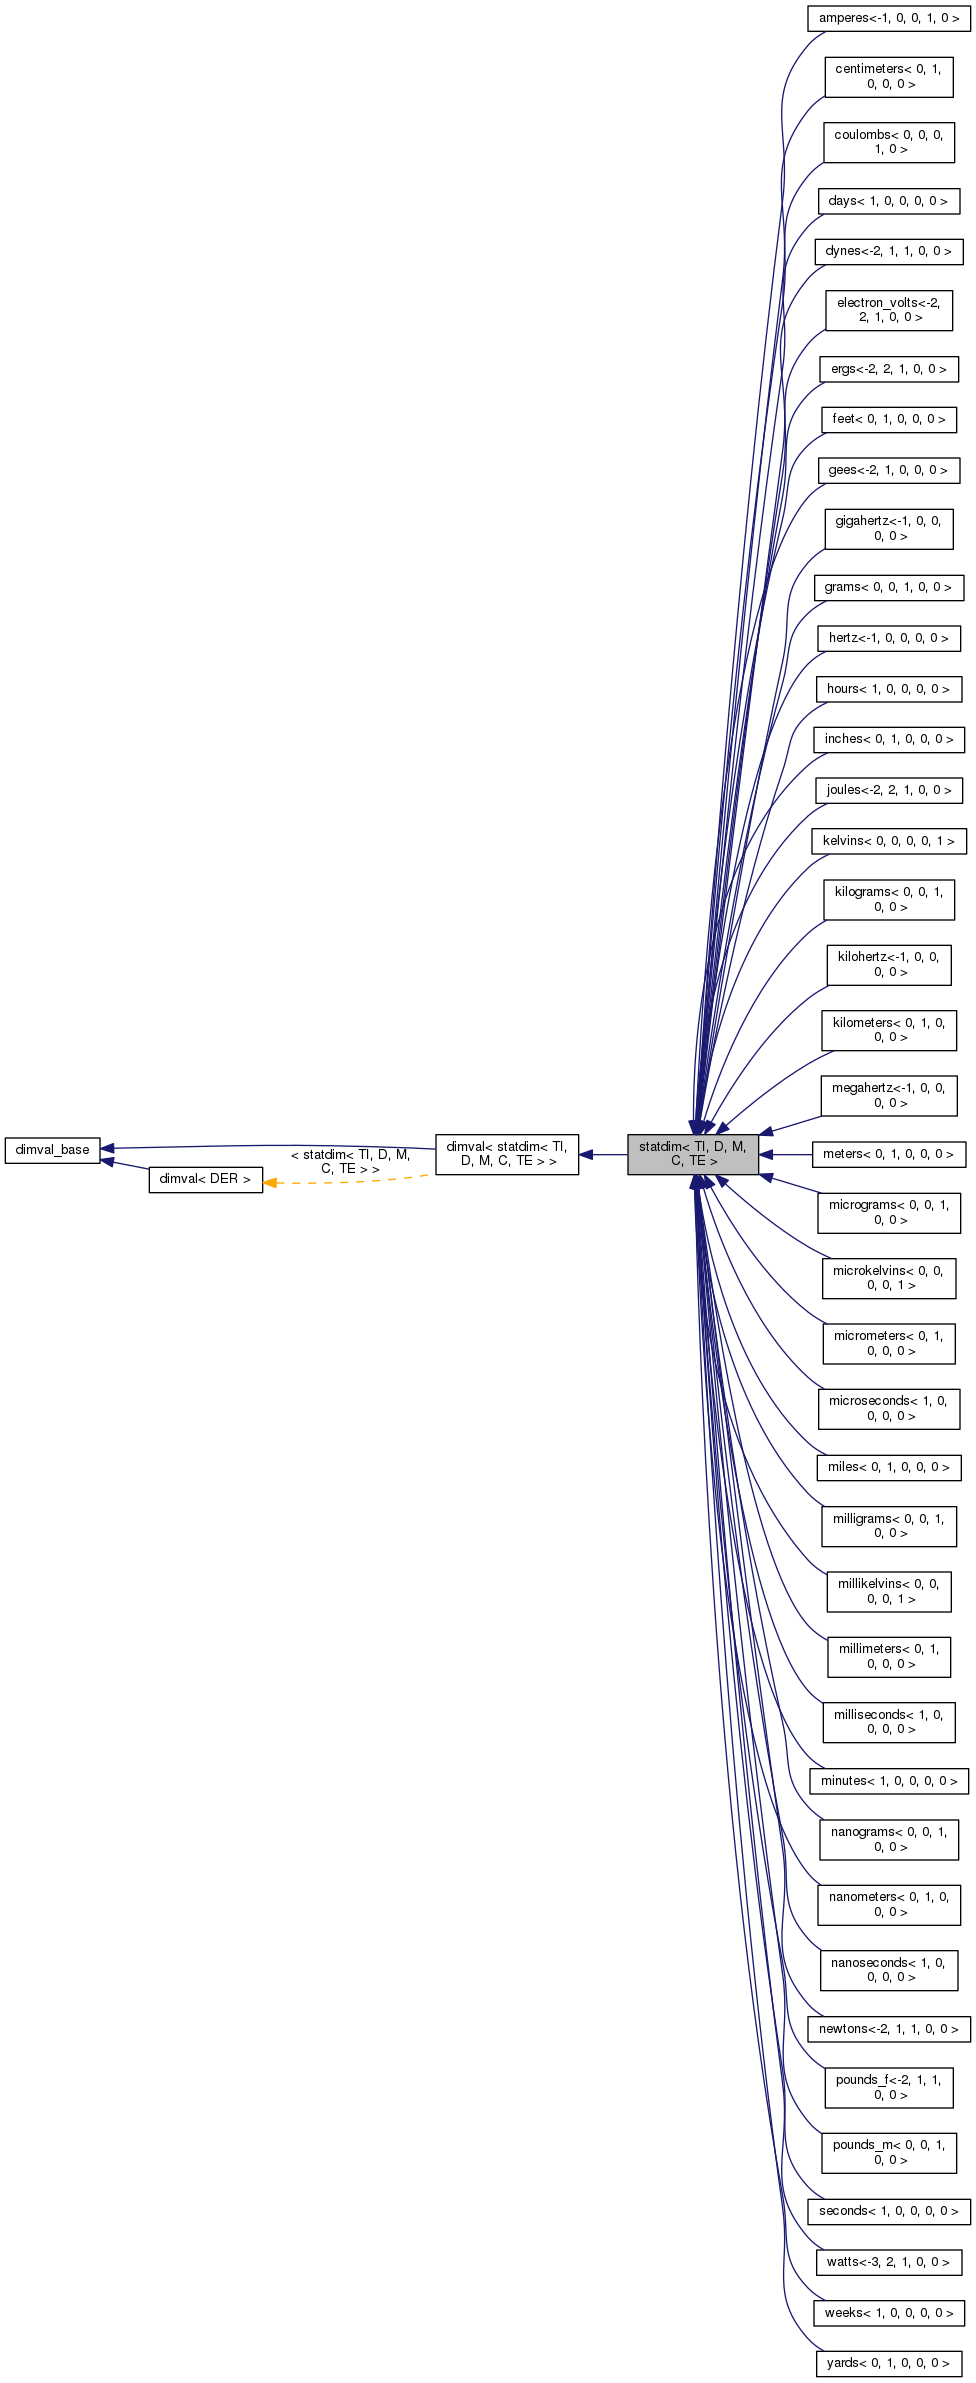 amperes<-1, 0, 0, 1, 0 >
centimeters< 0, 1,
0, 0, 0 >
coulombs< 0, 0, 0,
1, 0 >
days< 1, 0, 0, 0, 0 >
dynes<-2, 1, 1, 0, 0 >
electron_volts<-2,
2, 1, 0, 0 >
ergs<-2, 2, 1, 0, 0 >
feet< 0, 1, 0, 0, 0 >
gees<-2, 1, 0, 0, 0 >
gigahertz<-1, 0, 0,
0, 0 >
grams< 0, 0, 1, 0, 0 >
hertz<-1, 0, 0, 0, 0 >
hours< 1, 0, 0, 0, 0 >
inches< 0, 1, 0, 0, 0 >
joules<-2, 2, 1, 0, 0 >
kelvins< 0, 0, 0, 0, 1 >
kilograms< 0, 0, 1,
0, 0 >
kilohertz<-1, 0, 0,
0, 0 >
kilometers< 0, 1, 0,
0, 0 >
megahertz<-1, 0, 0,
0, 0 >
dimval_base
dimval< DER >
< statdim< TI, D, M,
C, TE > >
dimval< statdim< TI,
D, M, C, TE > >
statdim< TI, D, M,
C, TE >
meters< 0, 1, 0, 0, 0 >
micrograms< 0, 0, 1,
0, 0 >
microkelvins< 0, 0,
0, 0, 1 >
micrometers< 0, 1,
0, 0, 0 >
microseconds< 1, 0,
0, 0, 0 >
miles< 0, 1, 0, 0, 0 >
milligrams< 0, 0, 1,
0, 0 >
millikelvins< 0, 0,
0, 0, 1 >
millimeters< 0, 1,
0, 0, 0 >
milliseconds< 1, 0,
0, 0, 0 >
minutes< 1, 0, 0, 0, 0 >
nanograms< 0, 0, 1,
0, 0 >
nanometers< 0, 1, 0,
0, 0 >
nanoseconds< 1, 0,
0, 0, 0 >
newtons<-2, 1, 1, 0, 0 >
pounds_f<-2, 1, 1,
0, 0 >
pounds_m< 0, 0, 1,
0, 0 >
seconds< 1, 0, 0, 0, 0 >
watts<-3, 2, 1, 0, 0 >
weeks< 1, 0, 0, 0, 0 >
yards< 0, 1, 0, 0, 0 >